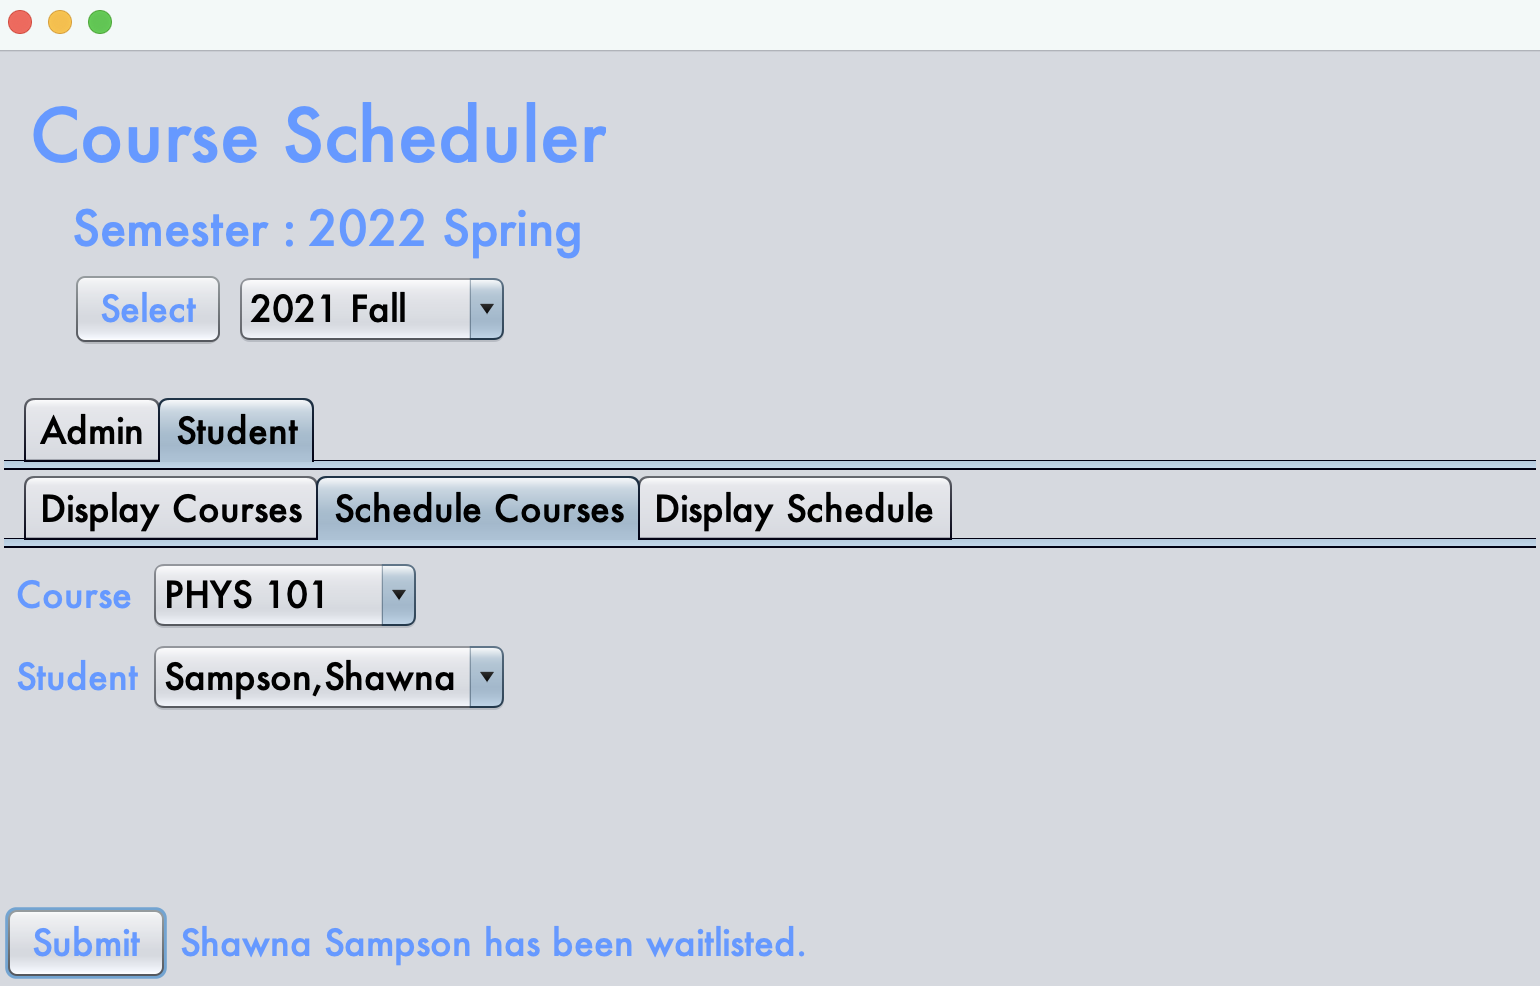 Course Scheduler
Semester : 2022 Spring
Select 2021 Fall
Admin Student
Display Courses Schedule Courses Display Schedule
Course PHYS 101
Student Sampson,Shawna
Submit Shawna Sampson has been waitlisted.